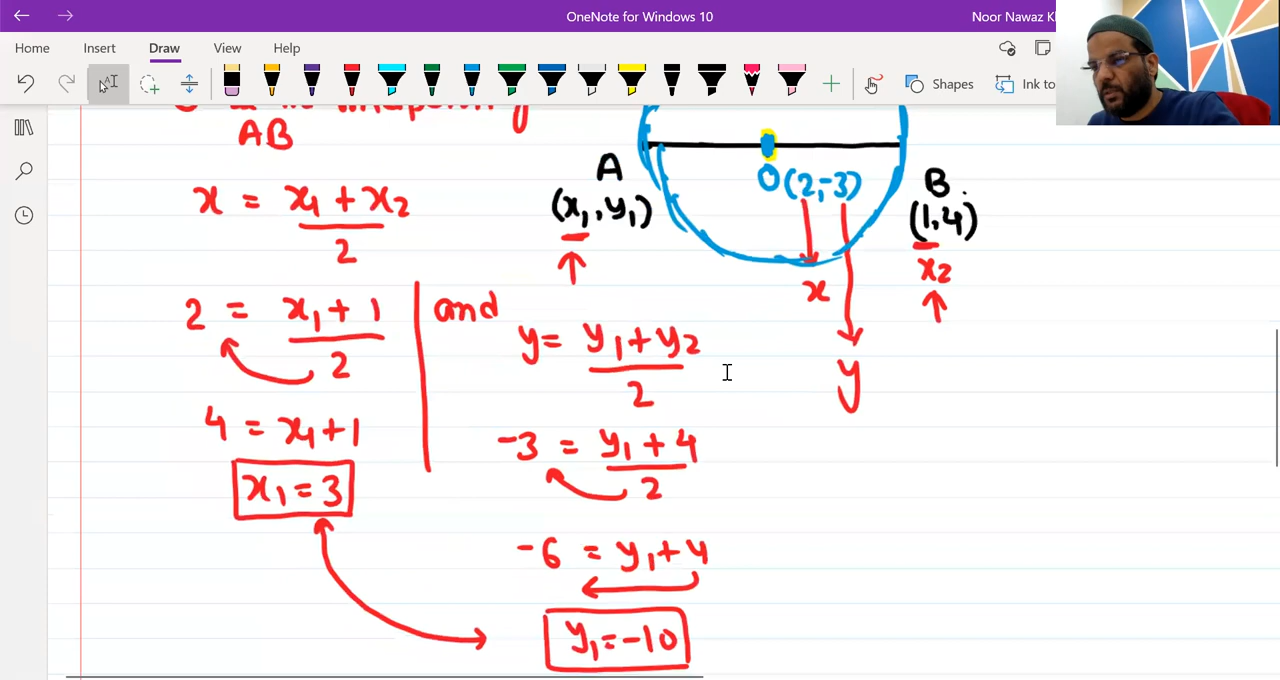 OneNote for Windows 10
Noor Nawaz
Home Insert Draw View Help
Shapes
Ink to
AB
x = x₁ + x₂
2
2 = x₁ + 1
2
4 = x₁ + 1
x₁ = 3
and
y = y₁ + y₂
2
-3 = y₁ + 4
2
-6 = y₁ + 4
y₁ = -10
A
(x₁, y₁)
O(2,-3)
B
(1,4)
x
x₂
y